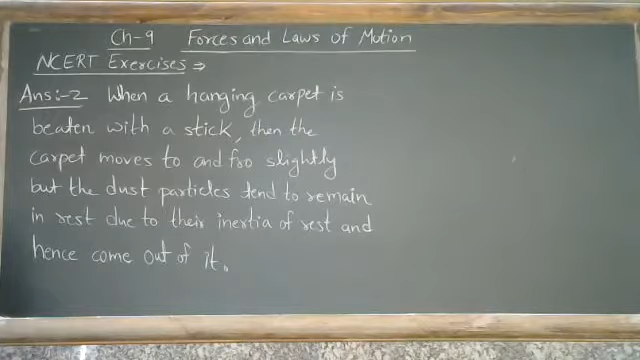 Ch-9 Forces and Laws of Motion
NCERT Exercises ⇒
Ans:-2 When a hanging carpet is
beaten with a stick, then the
carpet moves to and fro slightly
but the dust particles tend to remain
in rest due to their inertia of rest and
hence come out of it.